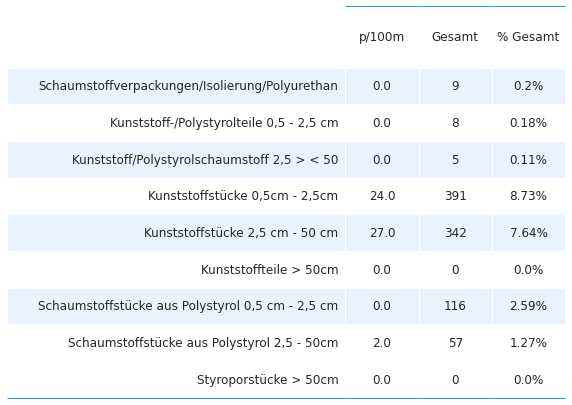 p/100m Gesamt % Gesamt
Schaumstoffverpackungen/Isolierung/Polyurethan 0.0 9 0.2%
Kunststoff-/Polystyrolteile 0,5 - 2,5 cm 0.0 8 0.18%
Kunststoff/Polystyrolschaumstoff 2,5 > < 50 0.0 5 0.11%
Kunststoffstücke 0,5cm - 2,5cm 24.0 391 8.73%
Kunststoffstücke 2,5 cm - 50 cm 27.0 342 7.64%
Kunststoffteile > 50cm 0.0 0 0.0%
Schaumstoffstücke aus Polystyrol 0,5 cm - 2,5 cm 0.0 116 2.59%
Schaumstoffstücke aus Polystyrol 2,5 - 50cm 2.0 57 1.27%
Styroporstücke > 50cm 0.0 0 0.0%